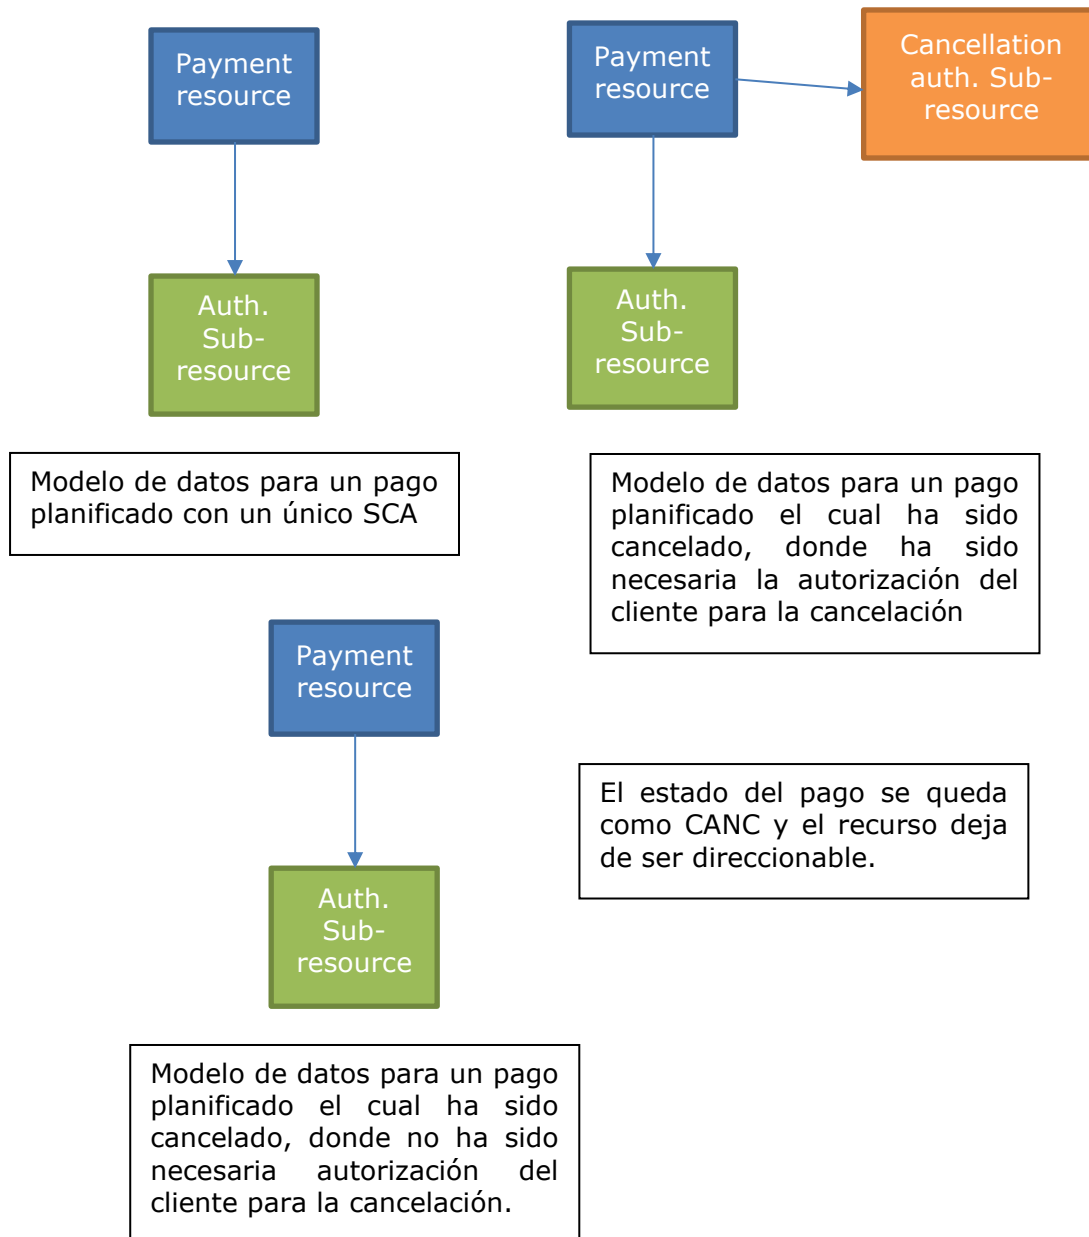 Payment
resource
Auth.
Sub-
resource
Modelo de datos para un pago
planificado con un único SCA
Payment
resource
Cancellation
auth. Sub-
resource
Auth.
Sub-
resource
Modelo de datos para un pago
planificado el cual ha sido
cancelado, donde ha sido
necesaria la autorización del
cliente para la cancelación
Payment
resource
Auth.
Sub-
resource
El estado del pago se queda
como CANC y el recurso deja
de ser direccionable.
Modelo de datos para un pago
planificado el cual ha sido
cancelado, donde no ha sido
necesaria autorización del
cliente para la cancelación.